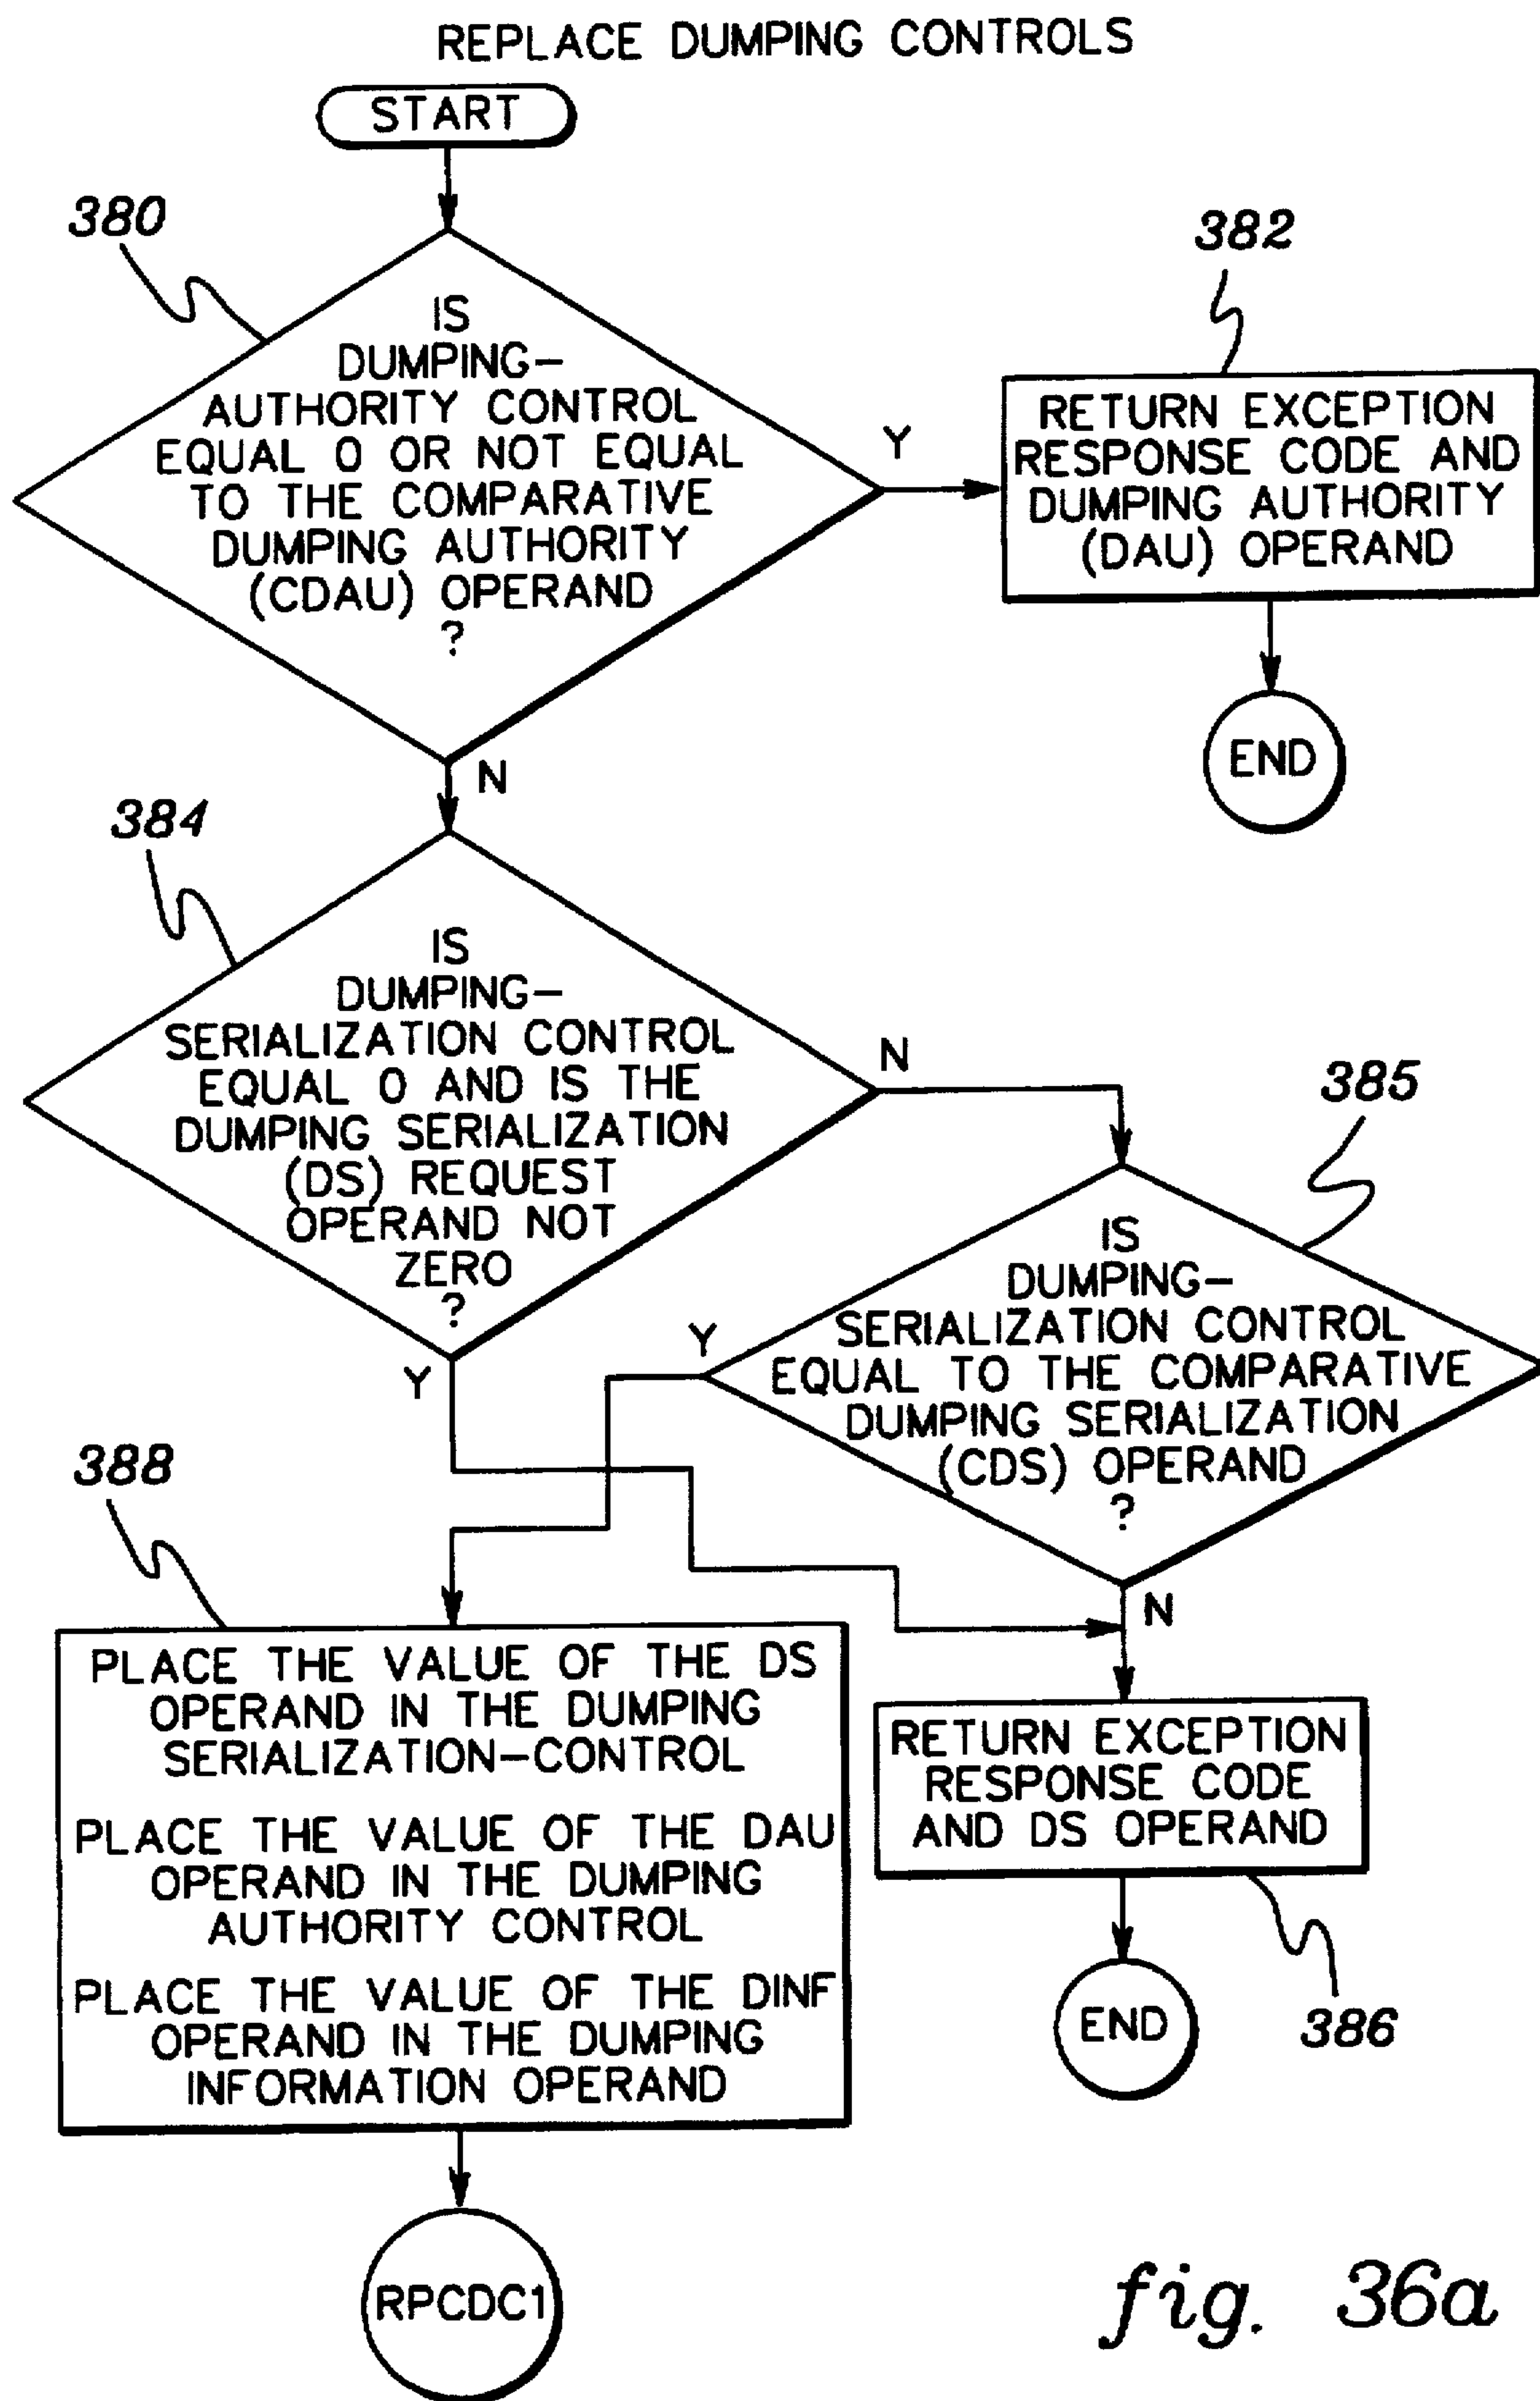 REPLACE DUMPING CONTROLS
START
380
IS
DUMPING-
AUTHORITY CONTROL
EQUAL 0 OR NOT EQUAL
TO THE COMPARATIVE
DUMPING AUTHORITY
(CDAU) OPERAND
?
Y
382
RETURN EXCEPTION
RESPONSE CODE AND
DUMPING AUTHORITY
(DAU) OPERAND
END
N
384
IS
DUMPING-
SERIALIZATION CONTROL
EQUAL 0 AND IS THE
DUMPING SERIALIZATION
(DS) REQUEST
OPERAND NOT
ZERO
?
N
Y
385
IS
DUMPING-
SERIALIZATION CONTROL
EQUAL TO THE COMPARATIVE
DUMPING SERIALIZATION
(CDS) OPERAND
?
Y
N
388
PLACE THE VALUE OF THE DS
OPERAND IN THE DUMPING
SERIALIZATION-CONTROL
PLACE THE VALUE OF THE DAU
OPERAND IN THE DUMPING
AUTHORITY CONTROL
PLACE THE VALUE OF THE DINF
OPERAND IN THE DUMPING
INFORMATION OPERAND
RETURN EXCEPTION
RESPONSE CODE
AND DS OPERAND
386
END
RPCDC1
fig. 36a